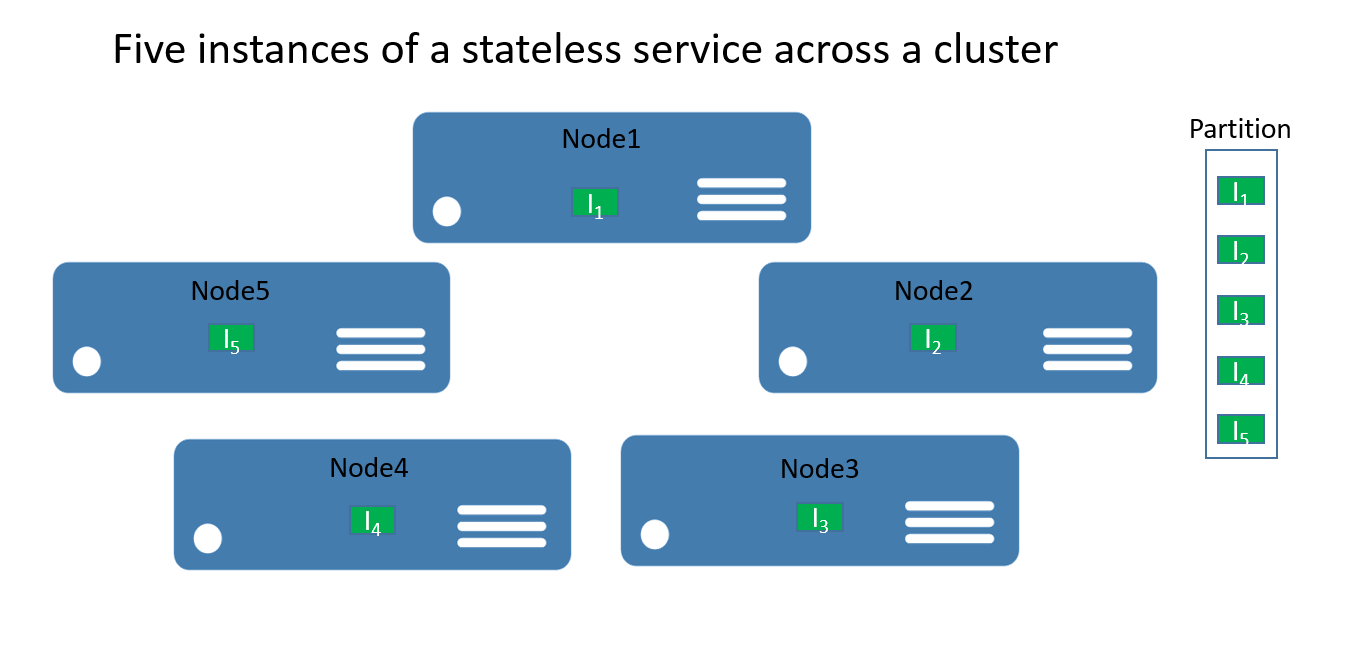 Five instances of a stateless service across a cluster
Node1
I1
Partition
I1
I2
I3
I4
I5
Node5
I5
Node2
I2
Node4
I4
Node3
I3